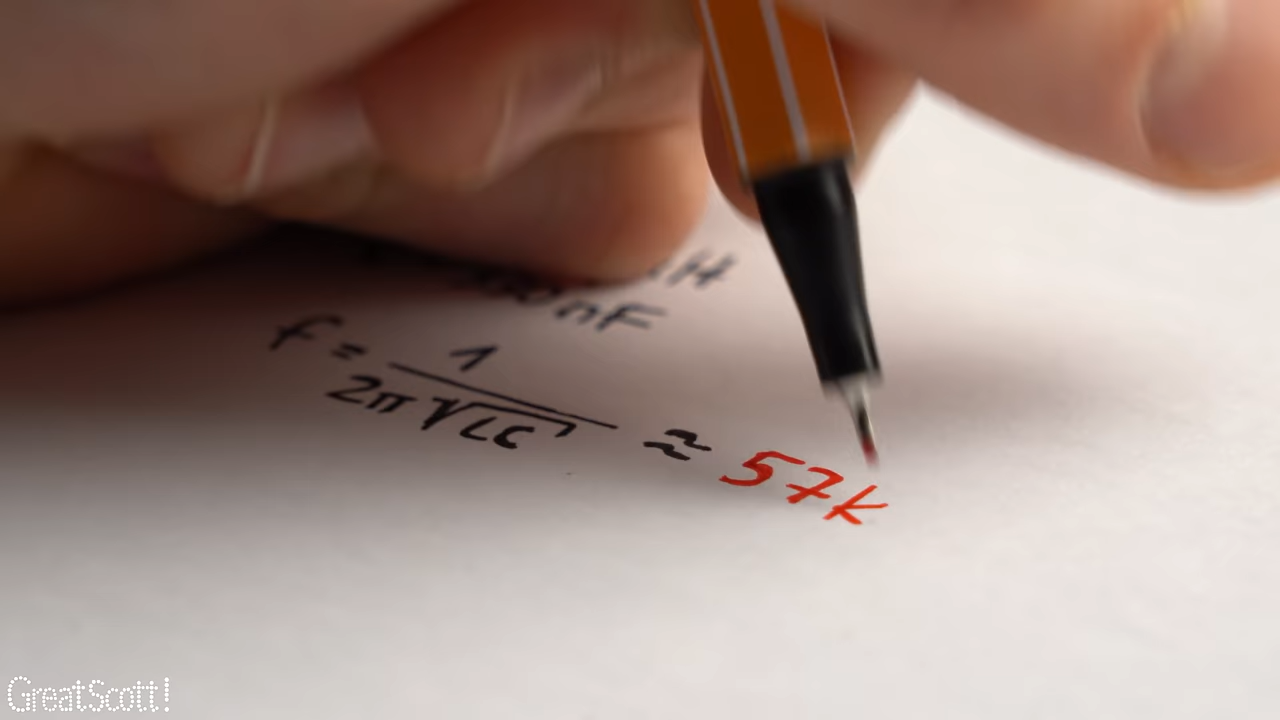 nF
f = 1/2π√LC ≈ 57k
GreatScott!